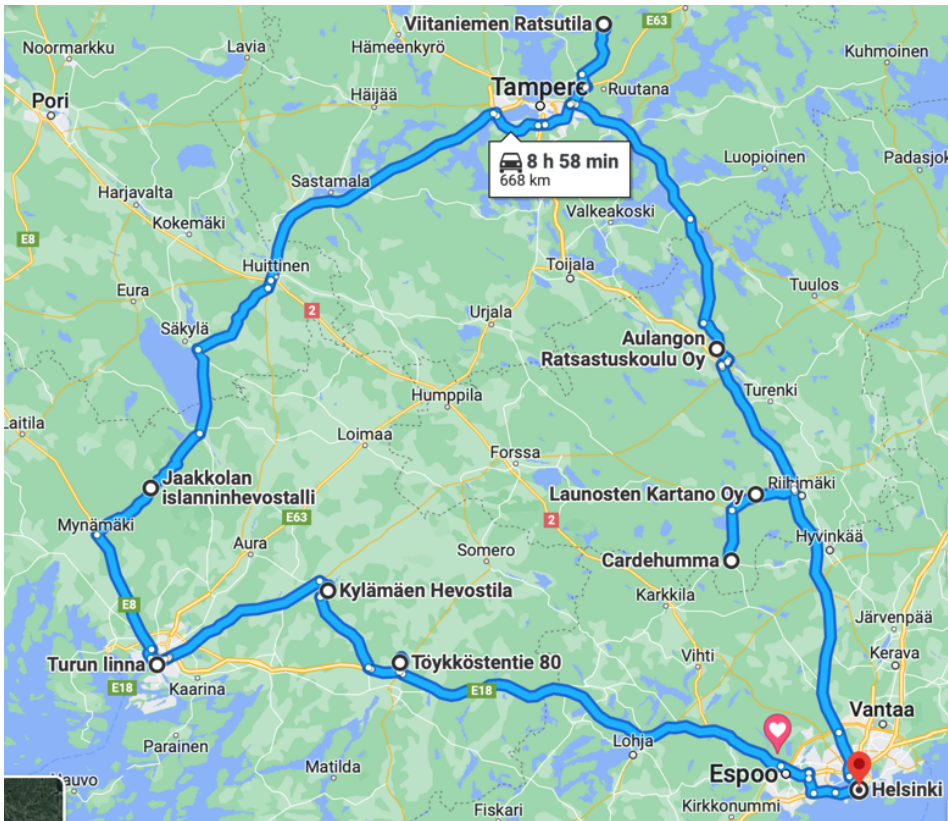 Viitaniemen Ratsutila
E63
Noormarkku
Lavia
Hämeenkyrö
Kuhmoinen
Pori
Häijää
Tampere
Ruutana
8 h 58 min
668 km
Luopioinen
Padasjok
Sastamala
Harjavalta
Valkeakoski
Kokemäki
E8
Huittinen
Toijala
Eura
2
Tuulos
Säkylä
Urjala
Aulangon
Ratsastuskoulu Oy
Turenki
Humppila
Laitila
Loimaa
Forssa
Jaakkolan
islanninhevostalli
Launosten Kartano Oy
Riihimäki
E63
2
Mynämäki
Aura
Hyvinkää
Somero
Cardehumma
Kylämäen Hevostila
Karkkila
E8
Järvenpää
Turun linna
Töykköstentie 80
Vihti
Kerava
E18
Kaarina
E18
Vantaa
Parainen
Lohja
Matilda
Espoo
Helsinki
Kirkkonummi
Fiskari